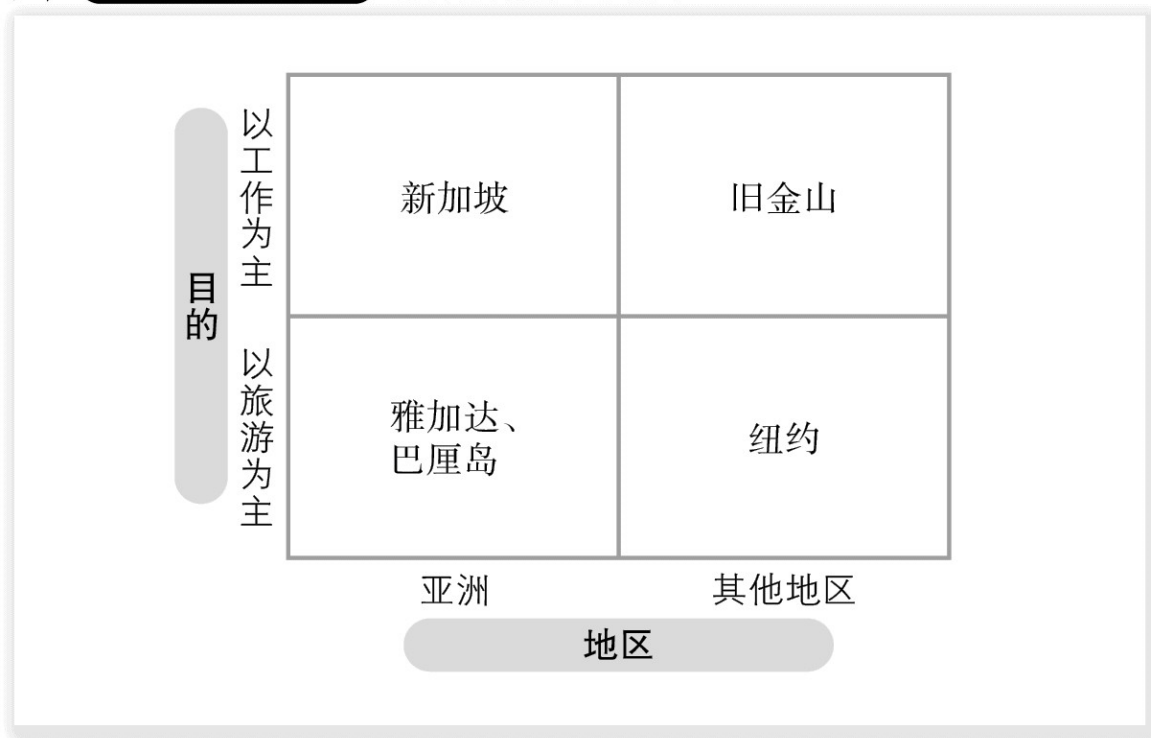 目的
以工作为主
新加坡
旧金山
以旅游为主
雅加达、
巴厘岛
纽约
亚洲
其他地区
地区